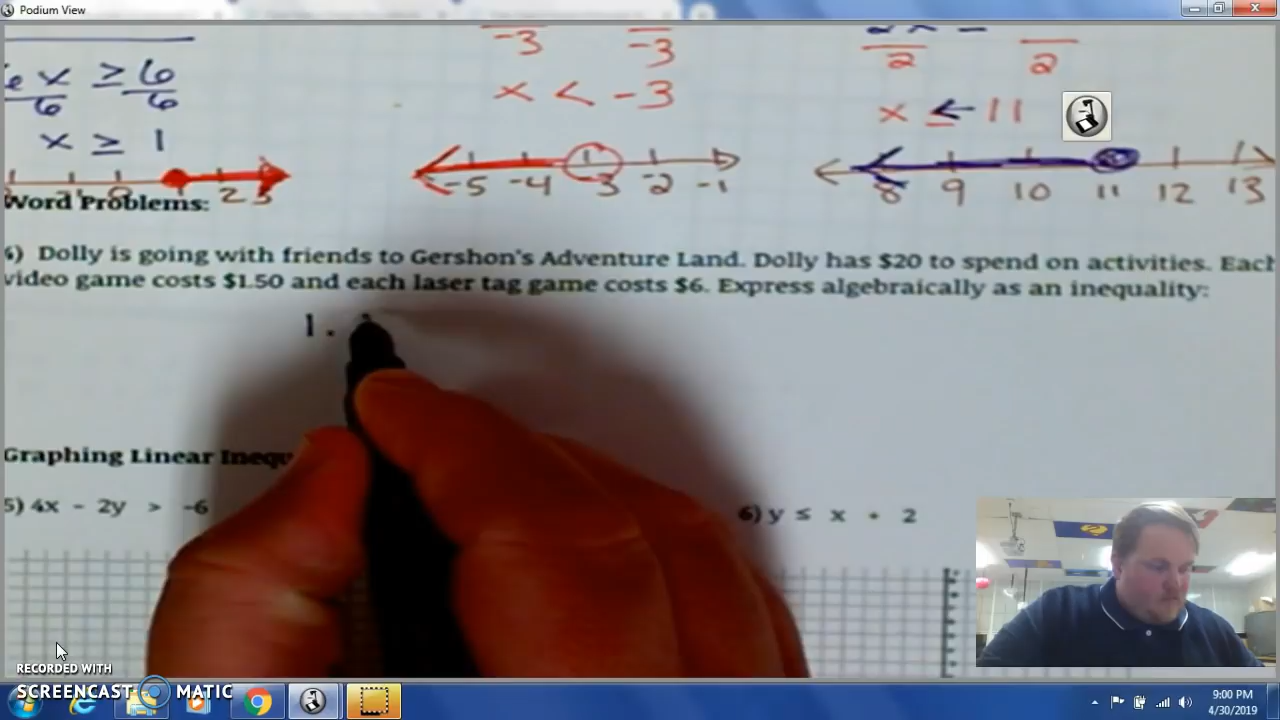 Podium View
-3
-3
2
2
6x ≥ 6
6 6
x < -3
x ≤ 11
x ≥ 1
2 3
-5 -4 -3 -2 -1
8 9 10 11 12 13
Word Problems:
6) Dolly is going with friends to Gershon's Adventure Land. Dolly has $20 to spend on activities. Each
video game costs $1.50 and each laser tag game costs $6. Express algebraically as an inequality:
1.
Graphing Linear
5) 4x - 2y > -6
6) y ≤ x + 2
RECORDED WITH
SCREENCAST MATIC
9:00 PM
4/30/2019